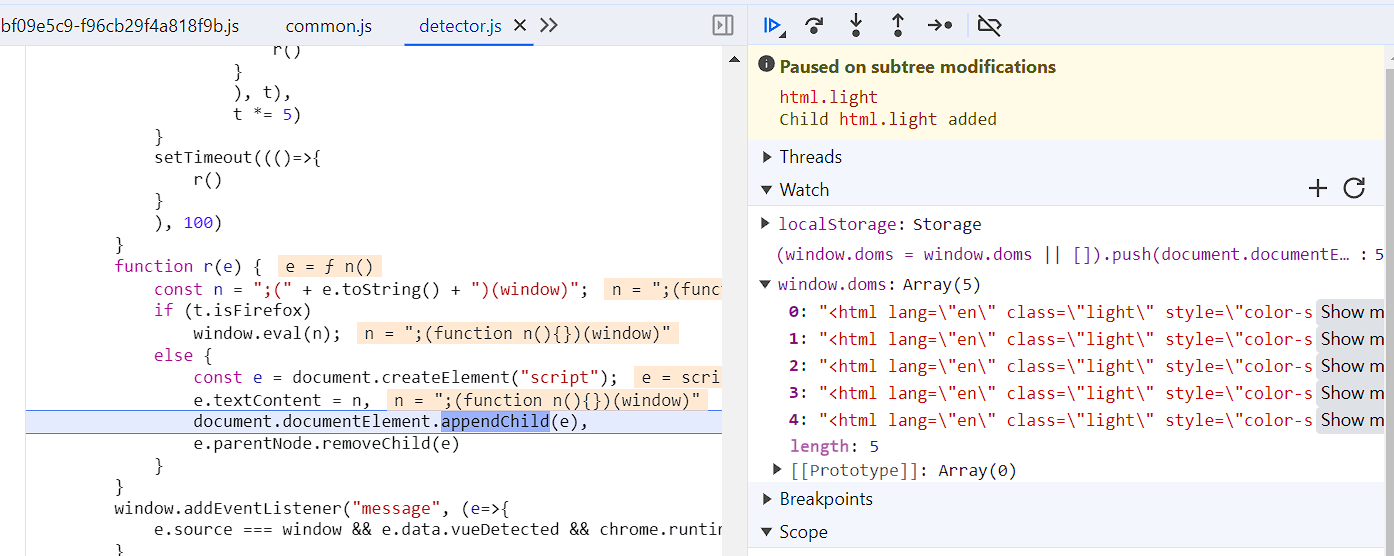 bf09e5c9-f96cb29f4a818f9b.js common.js detector.js
r()
}
), t),
t *= 5)
}
setTimeout((()=>{
r()
}
), 100)
}
function r(e) { e = ƒ n()
const n = ";(" + e.toString() + ")(window)"; n = ";(funct
if (t.isFirefox)
window.eval(n); n = ";(function n(){})(window)"
else {
const e = document.createElement("script"); e = scri
e.textContent = n, n = ";(function n(){})(window)"
document.documentElement.appendChild(e),
e.parentNode.removeChild(e)
}
}
window.addEventListener("message", (e=>{
e.source === window && e.data.vueDetected && chrome.runtin
}
Paused on subtree modifications
html.light
Child html.light added
Threads
Watch
localStorage: Storage
(window.doms = window.doms || []).push(document.documentE… : 5
window.doms: Array(5)
0: "<html lang=\"en\" class=\"light\" style=\"color-s Show m
1: "<html lang=\"en\" class=\"light\" style=\"color-s Show m
2: "<html lang=\"en\" class=\"light\" style=\"color-s Show m
3: "<html lang=\"en\" class=\"light\" style=\"color-s Show m
4: "<html lang=\"en\" class=\"light\" style=\"color-s Show m
length: 5
[[Prototype]]: Array(0)
Breakpoints
Scope